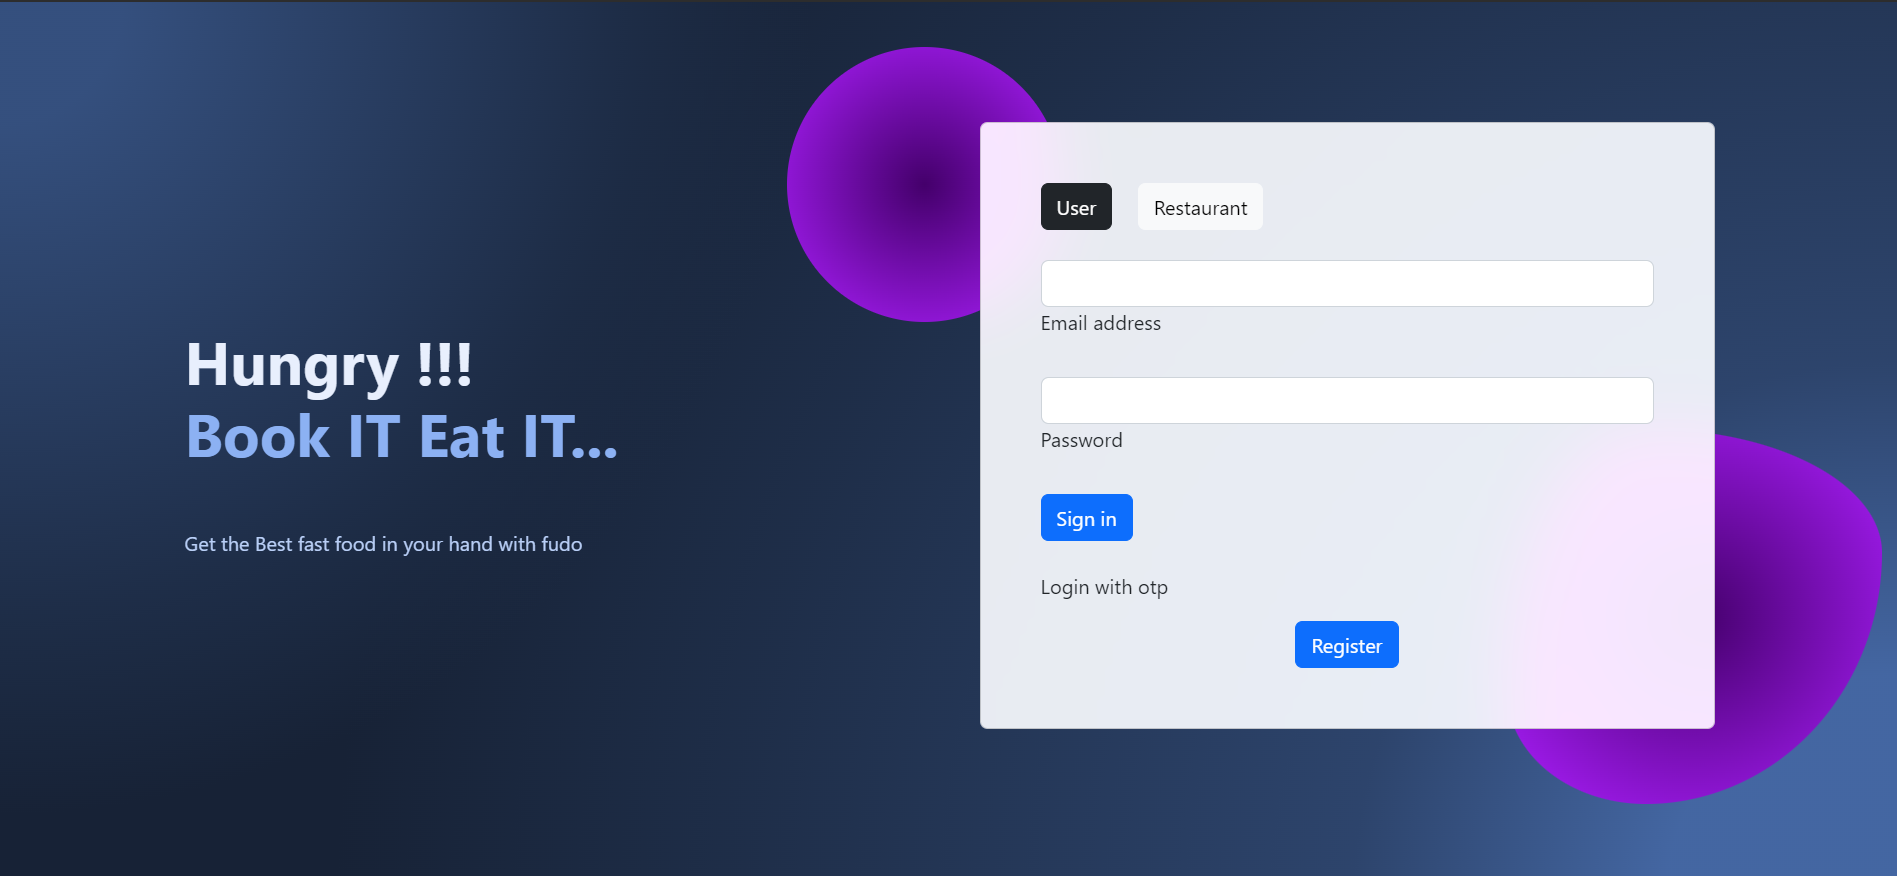 Hungry !!!
Book IT Eat IT...
Get the Best fast food in your hand with fudo
User
Restaurant
Email address
Password
Sign in
Login with otp
Register